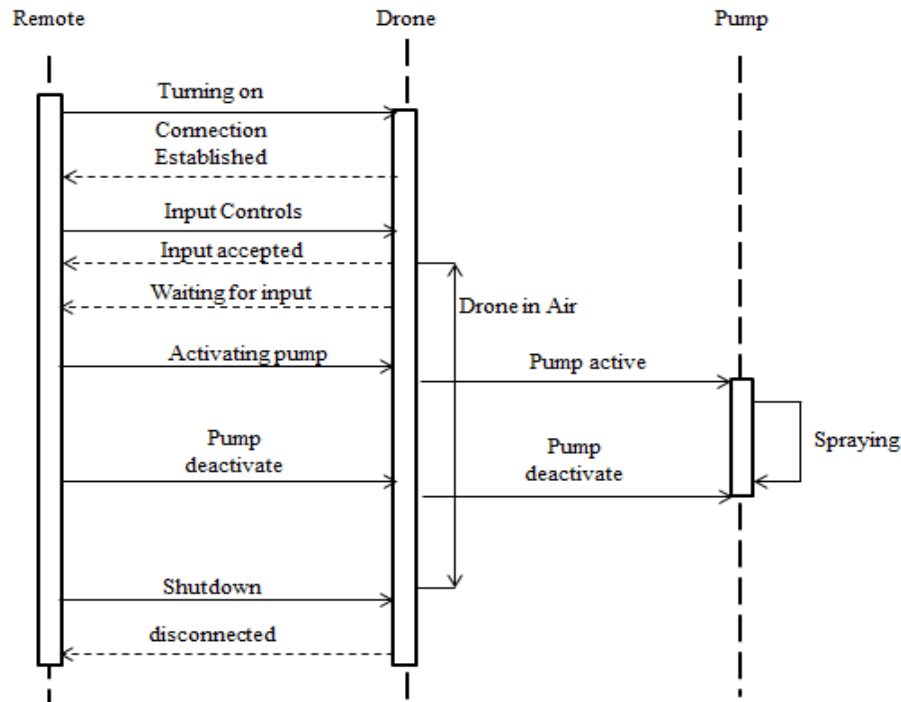 Remote Drone Pump
Turning on
Connection
Established
Input Controls
Input accepted
Waiting for input
Drone in Air
Activating pump
Pump active
Spraying
Pump
deactivate
Pump
deactivate
Shutdown
disconnected